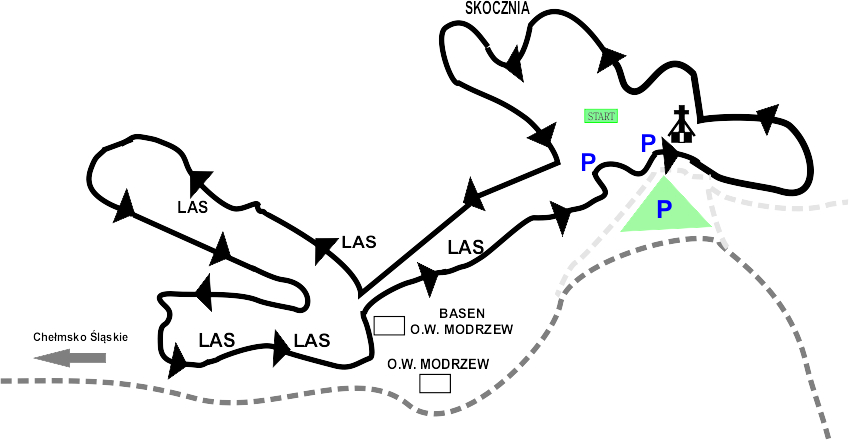 SKOCZNIA
START
P
P
P
LAS
LAS
LAS
BASEN
O.W. MODRZEW
LAS
LAS
Chełmsko Śląskie
O.W. MODRZEW